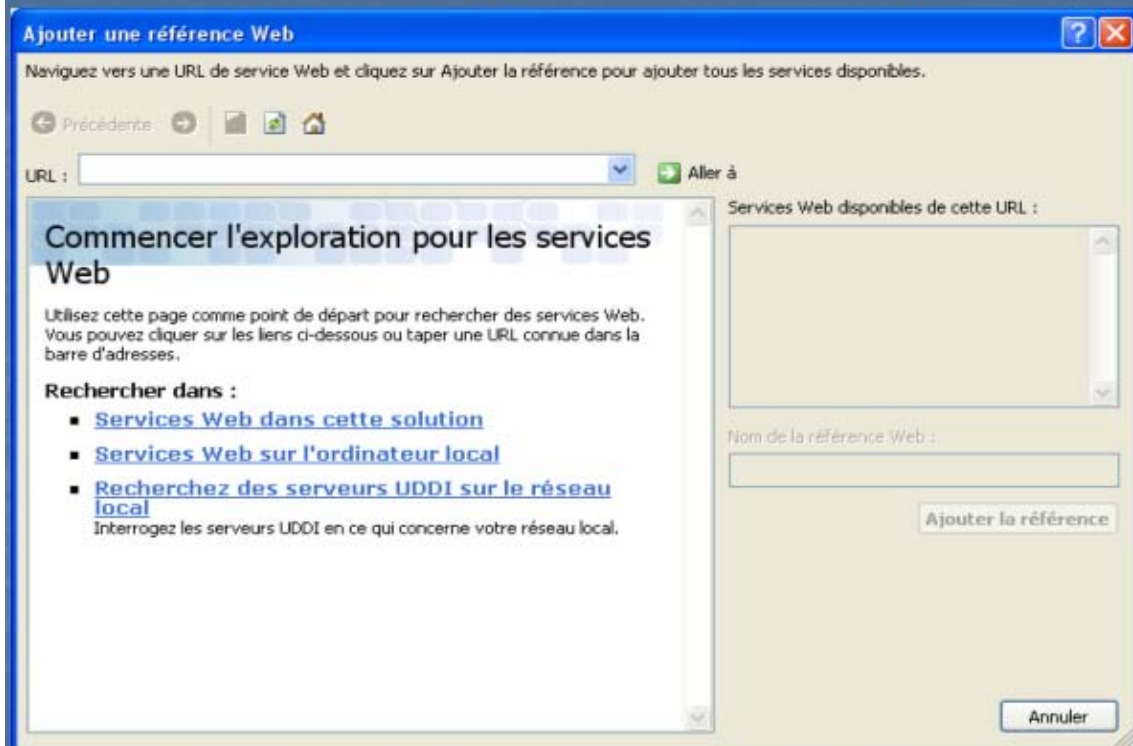 Ajouter une référence Web
Naviguez vers une URL de service Web et cliquez sur Ajouter la référence pour ajouter tous les services disponibles.
Précédente
URL :
Aller à
Commencer l'exploration pour les services
Web
Utilisez cette page comme point de départ pour rechercher des services Web.
Vous pouvez cliquer sur les liens ci-dessous ou taper une URL connue dans la
barre d'adresses.
Rechercher dans :
Services Web dans cette solution
Services Web sur l'ordinateur local
Recherchez des serveurs UDDI sur le réseau
local
Interrogez les serveurs UDDI en ce qui concerne votre réseau local.
Services Web disponibles de cette URL :
Nom de la référence Web :
Ajouter la référence
Annuler